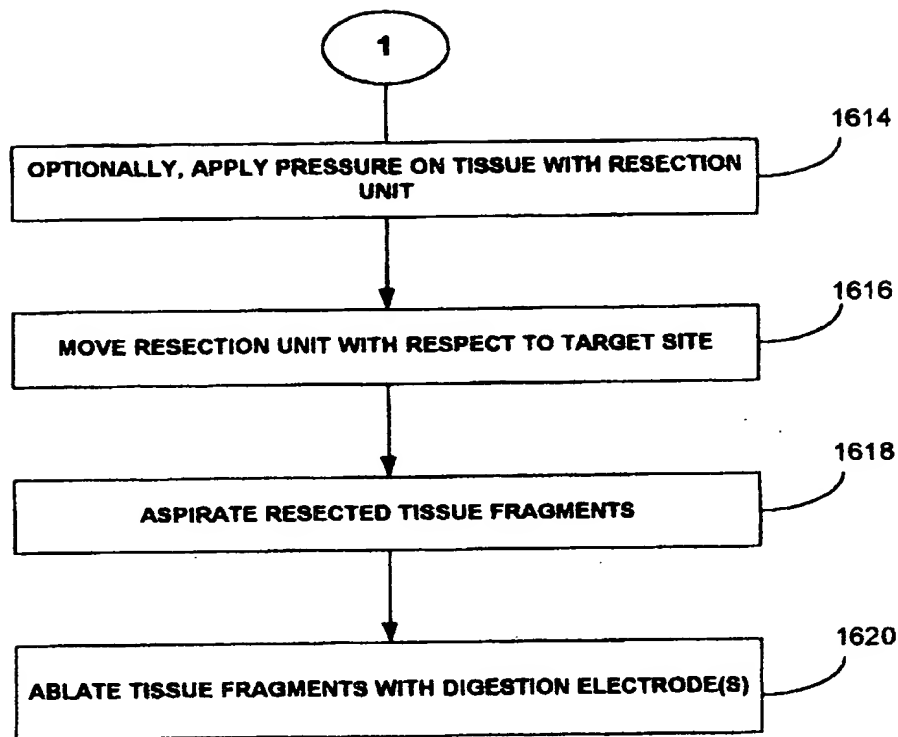 1
1614
OPTIONALLY, APPLY PRESSURE ON TISSUE WITH RESECTION
UNIT
1616
MOVE RESECTION UNIT WITH RESPECT TO TARGET SITE
1618
ASPIRATE RESECTED TISSUE FRAGMENTS
1620
ABLATE TISSUE FRAGMENTS WITH DIGESTION ELECTRODE(S)